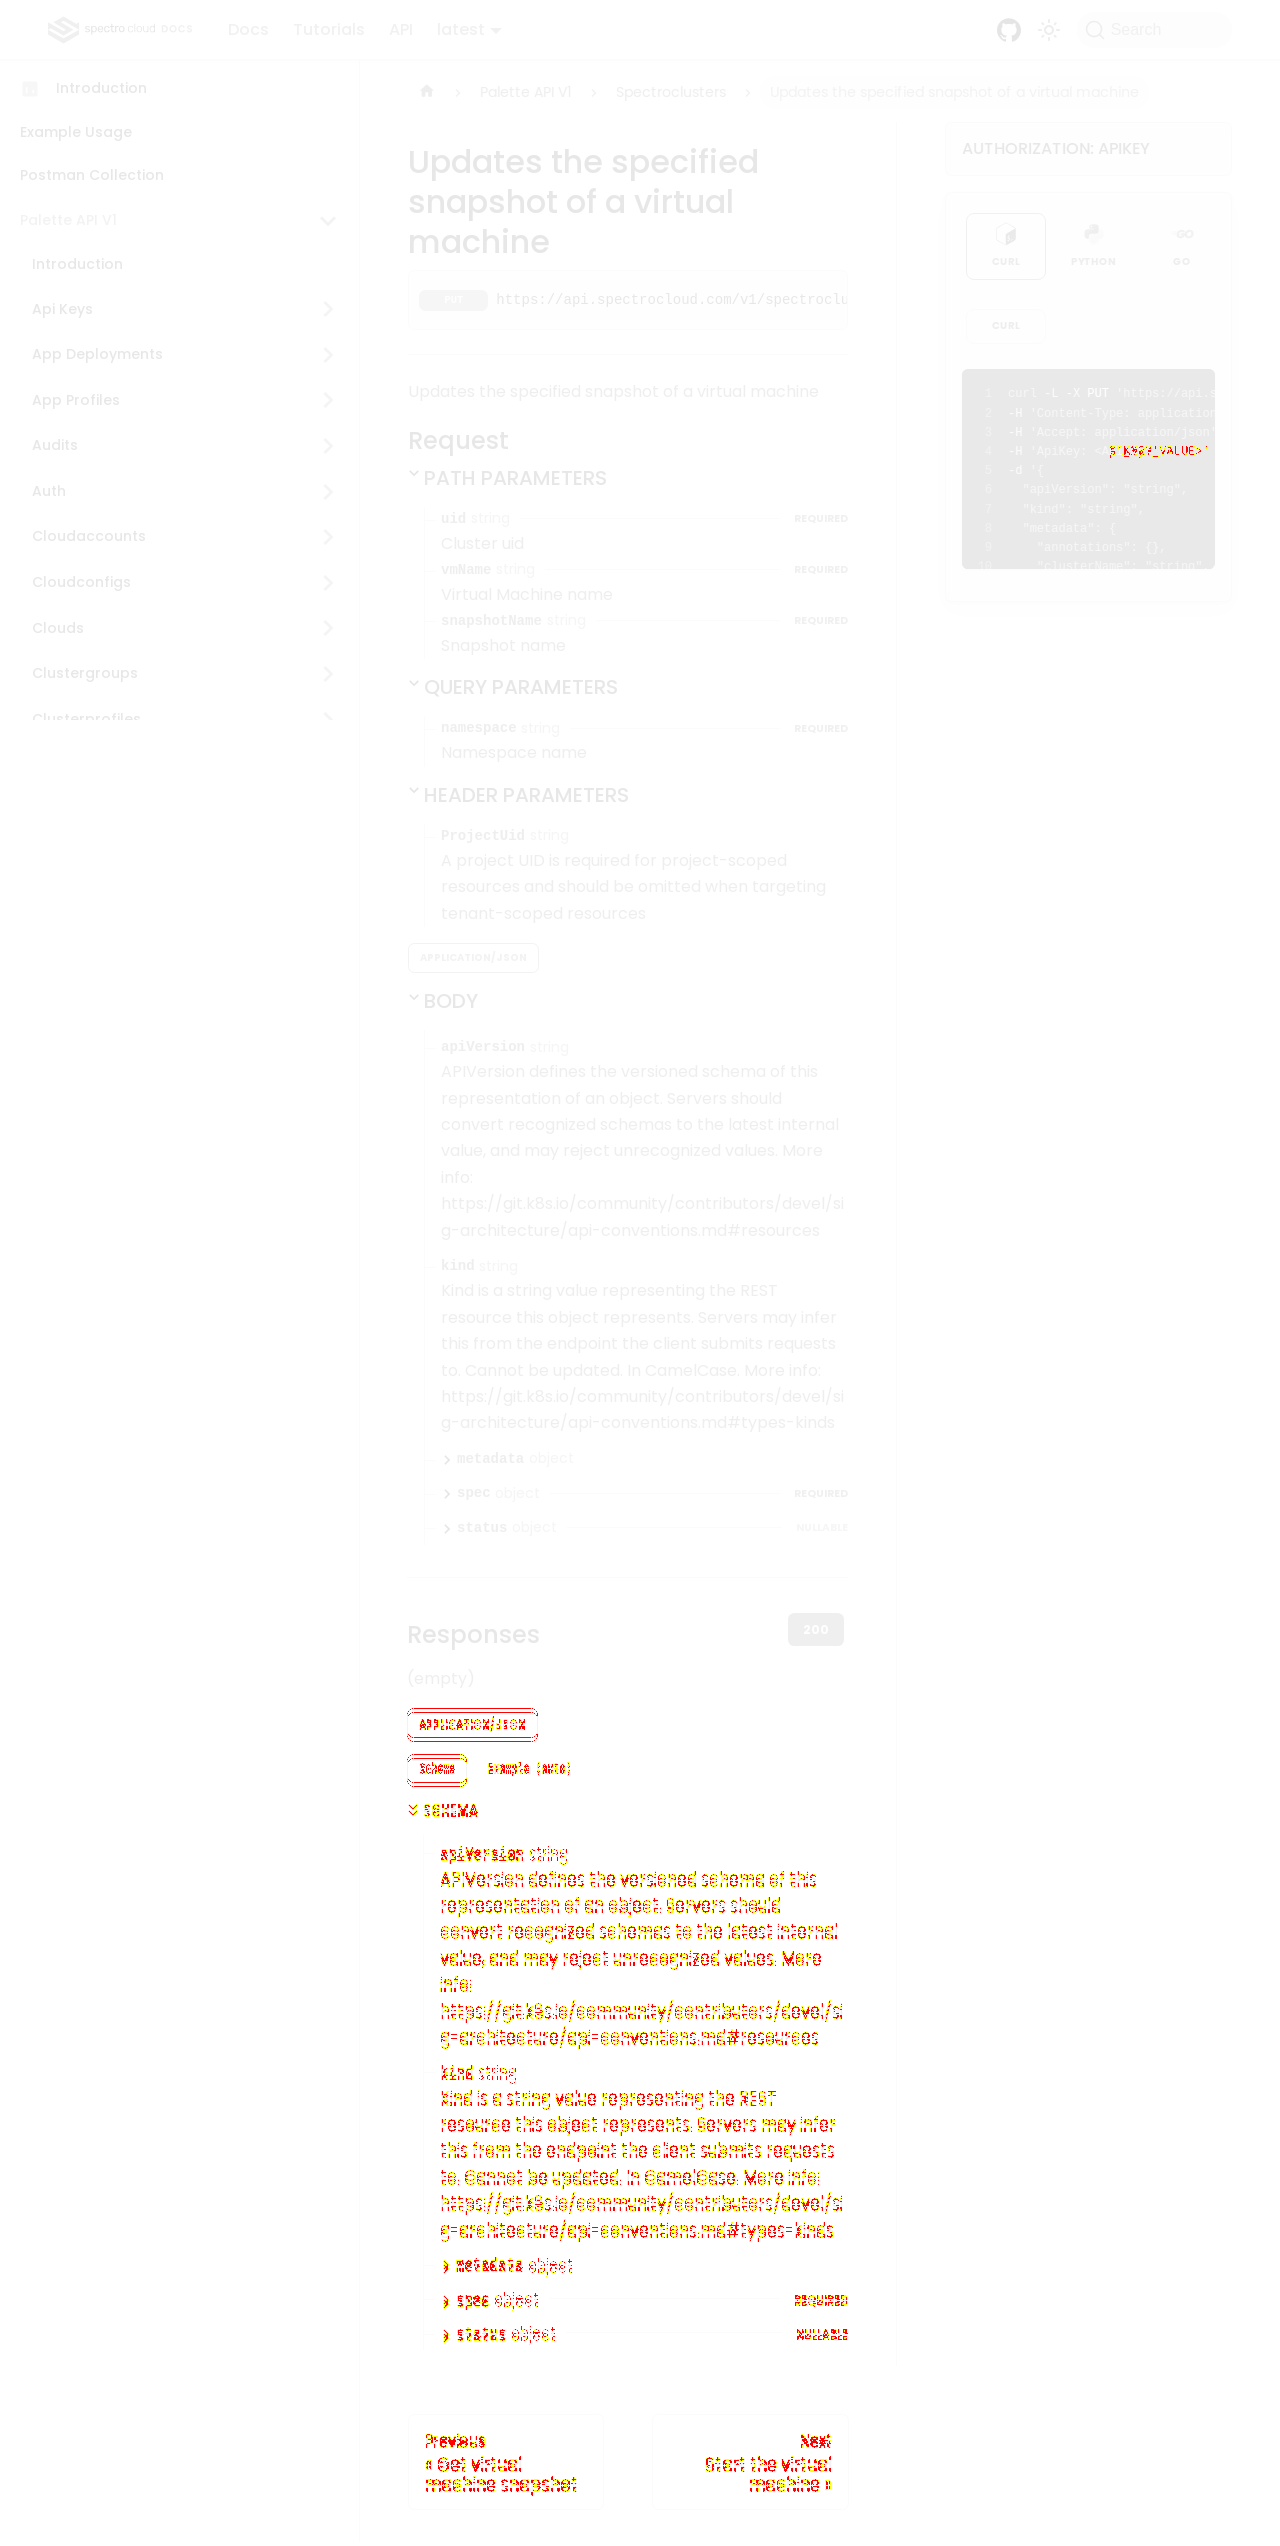 spectro cloud DOCS
Docs
Tutorials
API
latest
Search
Introduction
Example Usage
Postman Collection
Palette API V1
Introduction
Api Keys
App Deployments
App Profiles
Audits
Auth
Cloudaccounts
Cloudconfigs
Clouds
Clustergroups
Clusterprofiles
Palette API V1
Spectroclusters
Updates the specified snapshot of a virtual machine
Updates the specified
snapshot of a virtual
machine
PUT https://api.spectrocloud.com/v1/spectroclu
Updates the specified snapshot of a virtual machine
Request
PATH PARAMETERS
uid string REQUIRED
Cluster uid
vmName string REQUIRED
Virtual Machine name
snapshotName string REQUIRED
Snapshot name
QUERY PARAMETERS
namespace string REQUIRED
Namespace name
HEADER PARAMETERS
ProjectUid string
A project UID is required for project-scoped
resources and should be omitted when targeting
tenant-scoped resources
APPLICATION/JSON
BODY
apiVersion string
APIVersion defines the versioned schema of this
representation of an object. Servers should
convert recognized schemas to the latest internal
value, and may reject unrecognized values. More
info:
https://git.k8s.io/community/contributors/devel/si
g-architecture/api-conventions.md#resources
kind string
Kind is a string value representing the REST
resource this object represents. Servers may infer
this from the endpoint the client submits requests
to. Cannot be updated. In CamelCase. More info:
https://git.k8s.io/community/contributors/devel/si
g-architecture/api-conventions.md#types-kinds
metadata object
spec object REQUIRED
status object NULLABLE
Responses
200
(empty)
APPLICATION/JSON
Schema
Example (auto)
SCHEMA
apiVersion string
APIVersion defines the versioned schema of this
representation of an object. Servers should
convert recognized schemas to the latest internal
value, and may reject unrecognized values. More
info:
https://git.k8s.io/community/contributors/devel/si
g-architecture/api-conventions.md#resources
kind string
Kind is a string value representing the REST
resource this object represents. Servers may infer
this from the endpoint the client submits requests
to. Cannot be updated. In CamelCase. More info:
https://git.k8s.io/community/contributors/devel/si
g-architecture/api-conventions.md#types-kinds
metadata object
spec object REQUIRED
status object NULLABLE
Previous
« Get virtual
machine snapshot
Next
Start the virtual
machine »
AUTHORIZATION: APIKEY
CURL
PYTHON
GO
GO
CURL
1 curl -L -X PUT 'https://api.s
2 -H 'Content-Type: application
3 -H 'Accept: application/json'
4 -H 'ApiKey:
5 -d '{
6 "apiVersion": "string",
7 "kind": "string",
8 "metadata": {
9 "annotations": {},
10 "clusterName": "string"